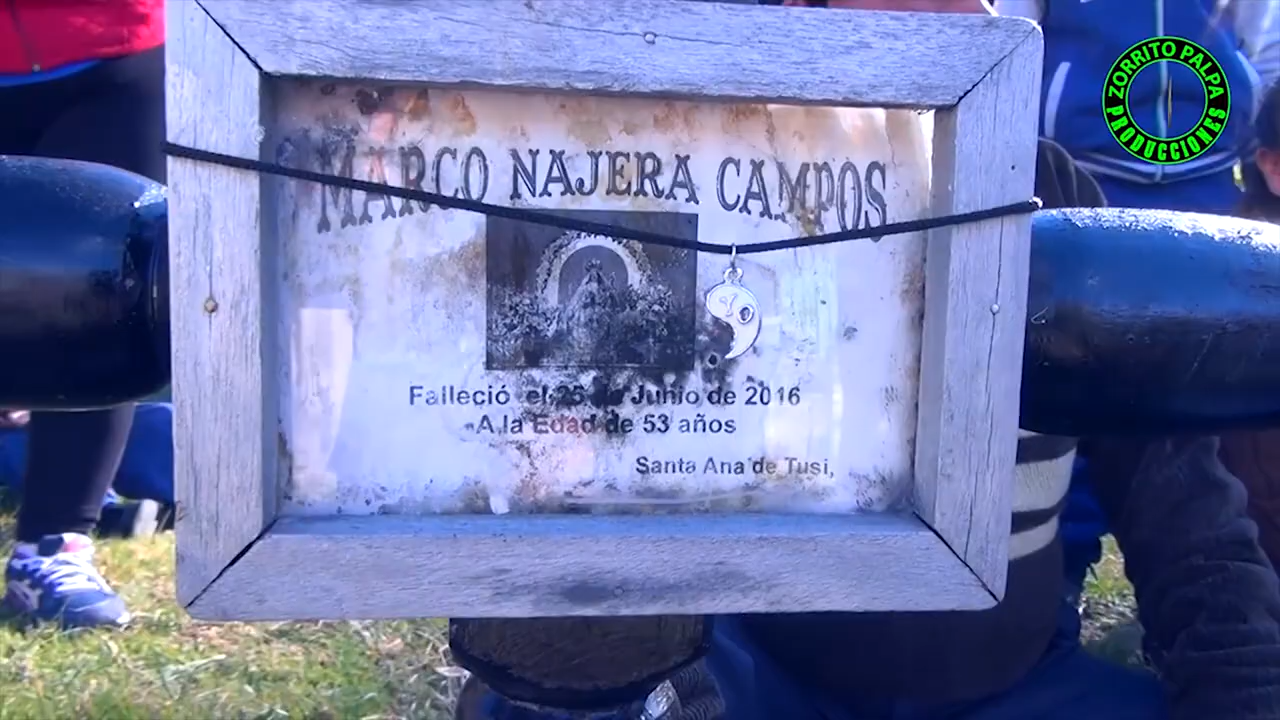 ZORRITO PALPA
PRODUCCIONES
MARCO NAJERA CAMPOS
Falleció el 25 de Junio de 2016
A la Edad de 53 años
Santa Ana de Tusi,